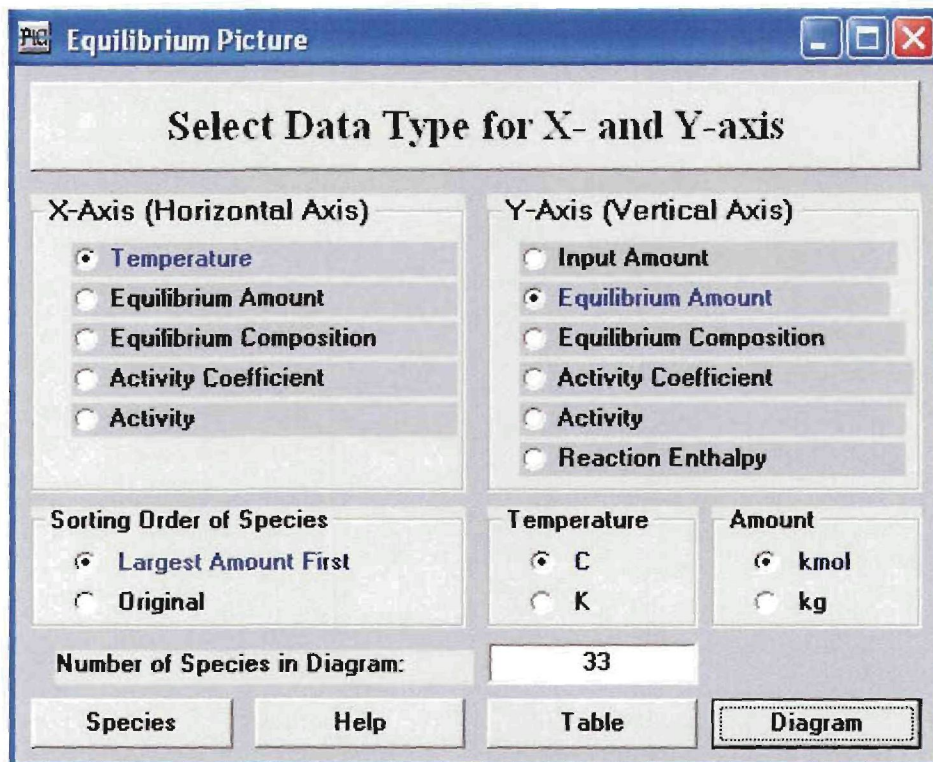 PIC Equilibrium Picture
Select Data Type for X- and Y-axis
X-Axis (Horizontal Axis)
Temperature
Equilibrium Amount
Equilibrium Composition
Activity Coefficient
Activity
Y-Axis (Vertical Axis)
Input Amount
Equilibrium Amount
Equilibrium Composition
Activity Coefficient
Activity
Reaction Enthalpy
Sorting Order of Species
Largest Amount First
Original
Temperature
C
K
Amount
kmol
kg
Number of Species in Diagram: 33
Species Help Table Diagram